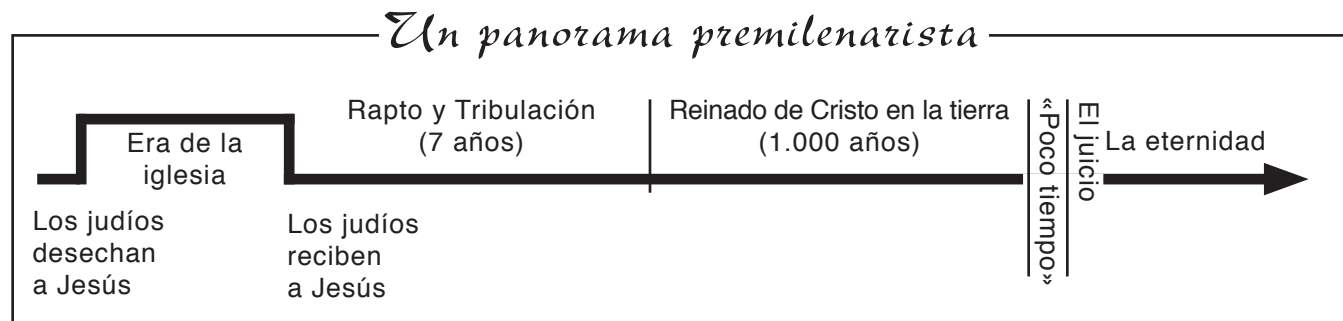 Un panorama premilenarista
Era de la
iglesia
Rapto y Tribulación
(7 años)
Reinado de Cristo en la tierra
(1.000 años)
«Poco tiempo»
El juicio
La eternidad
Los judíos
desechan
a Jesús
Los judíos
reciben
a Jesús